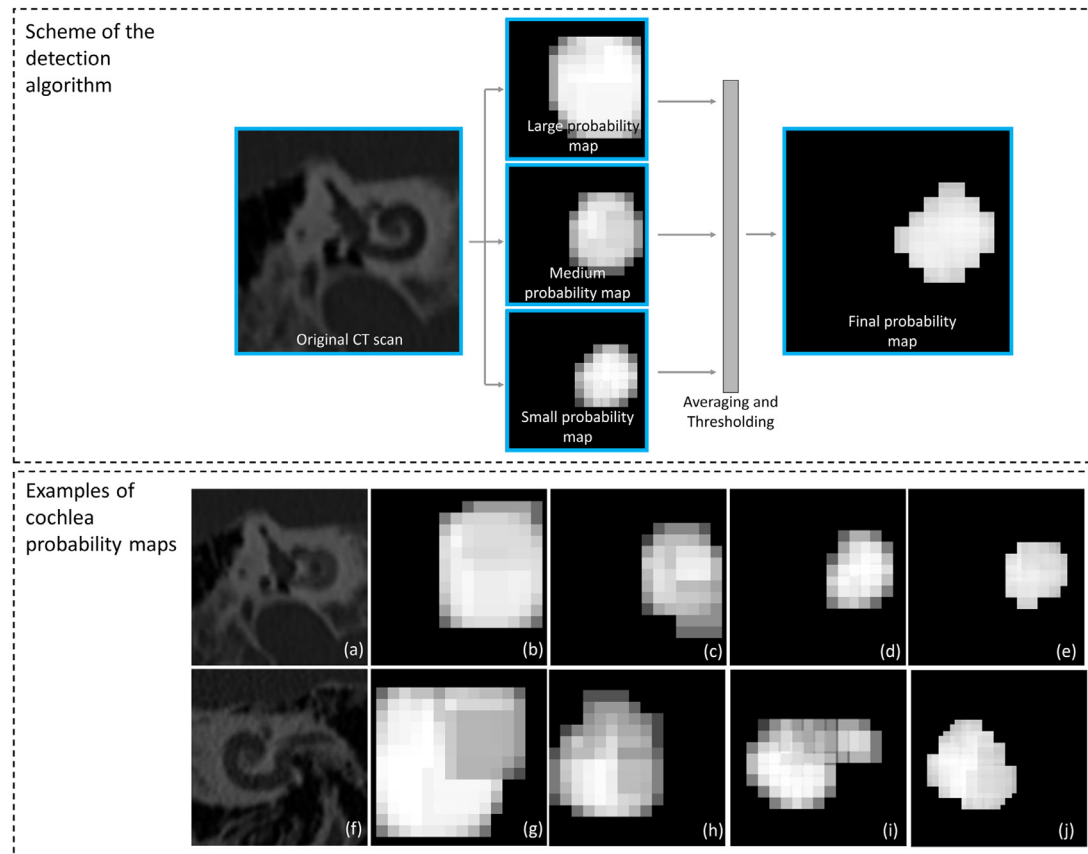 Scheme of the
detection
algorithm
Original CT scan
Large probability
map
Medium
probability map
Small probability
map
Averaging and
Thresholding
Final probability
map
Examples of
cochlea
probability maps
(a)
(b)
(c)
(d)
(e)
(f)
(g)
(h)
(i)
(j)